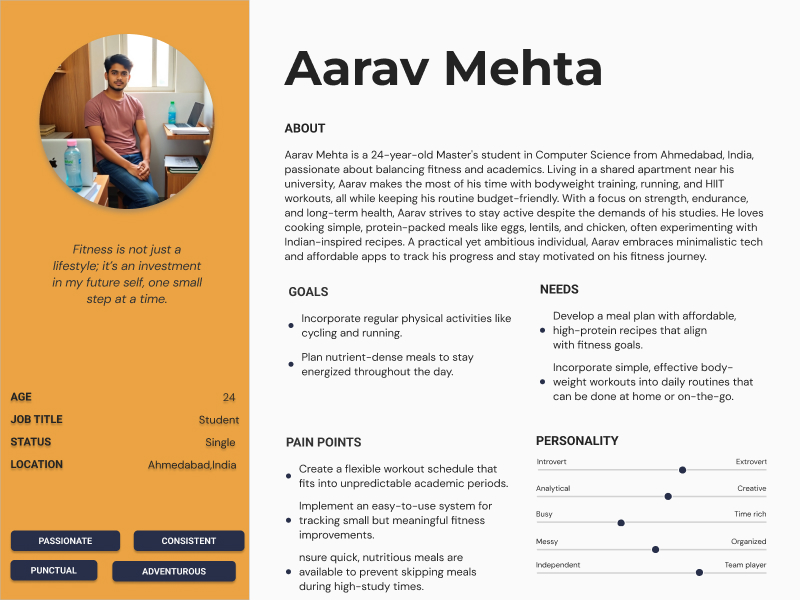 Fitness is not just a
lifestyle; it's an investment
in my future self, one small
step at a time.
AGE 24
JOB TITLE Student
STATUS Single
LOCATION Ahmedabad,India
PASSIONATE CONSISTENT
PUNCTUAL ADVENTUROUS
Aarav Mehta
ABOUT
Aarav Mehta is a 24-year-old Master's student in Computer Science from Ahmedabad, India,
passionate about balancing fitness and academics. Living in a shared apartment near his
university, Aarav makes the most of his time with bodyweight training, running, and HIIT
workouts, all while keeping his routine budget-friendly. With a focus on strength, endurance,
and long-term health, Aarav strives to stay active despite the demands of his studies. He loves
cooking simple, protein-packed meals like eggs, lentils, and chicken, often experimenting with
Indian-inspired recipes. A practical yet ambitious individual, Aarav embraces minimalistic tech
and affordable apps to track his progress and stay motivated on his fitness journey.
GOALS
• Incorporate regular physical activities like
cycling and running.
• Plan nutrient-dense meals to stay
energized throughout the day.
NEEDS
Develop a meal plan with affordable,
• high-protein recipes that align
with fitness goals.
Incorporate simple, effective body-
• weight workouts into daily routines that
can be done at home or on-the-go.
PAIN POINTS
• Create a flexible workout schedule that
fits into unpredictable academic periods.
Implement an easy-to-use system for
• tracking small but meaningful fitness
improvements.
nsure quick, nutritious meals are
• available to prevent skipping meals
during high-study times.
PERSONALITY
Introvert Extrovert
Analytical Creative
Busy Time rich
Messy Organized
Independent Team player